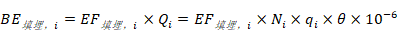 BE填埋，i = EF填埋，i × Qi = EF填埋，i × Ni × qi × θ × 10−6